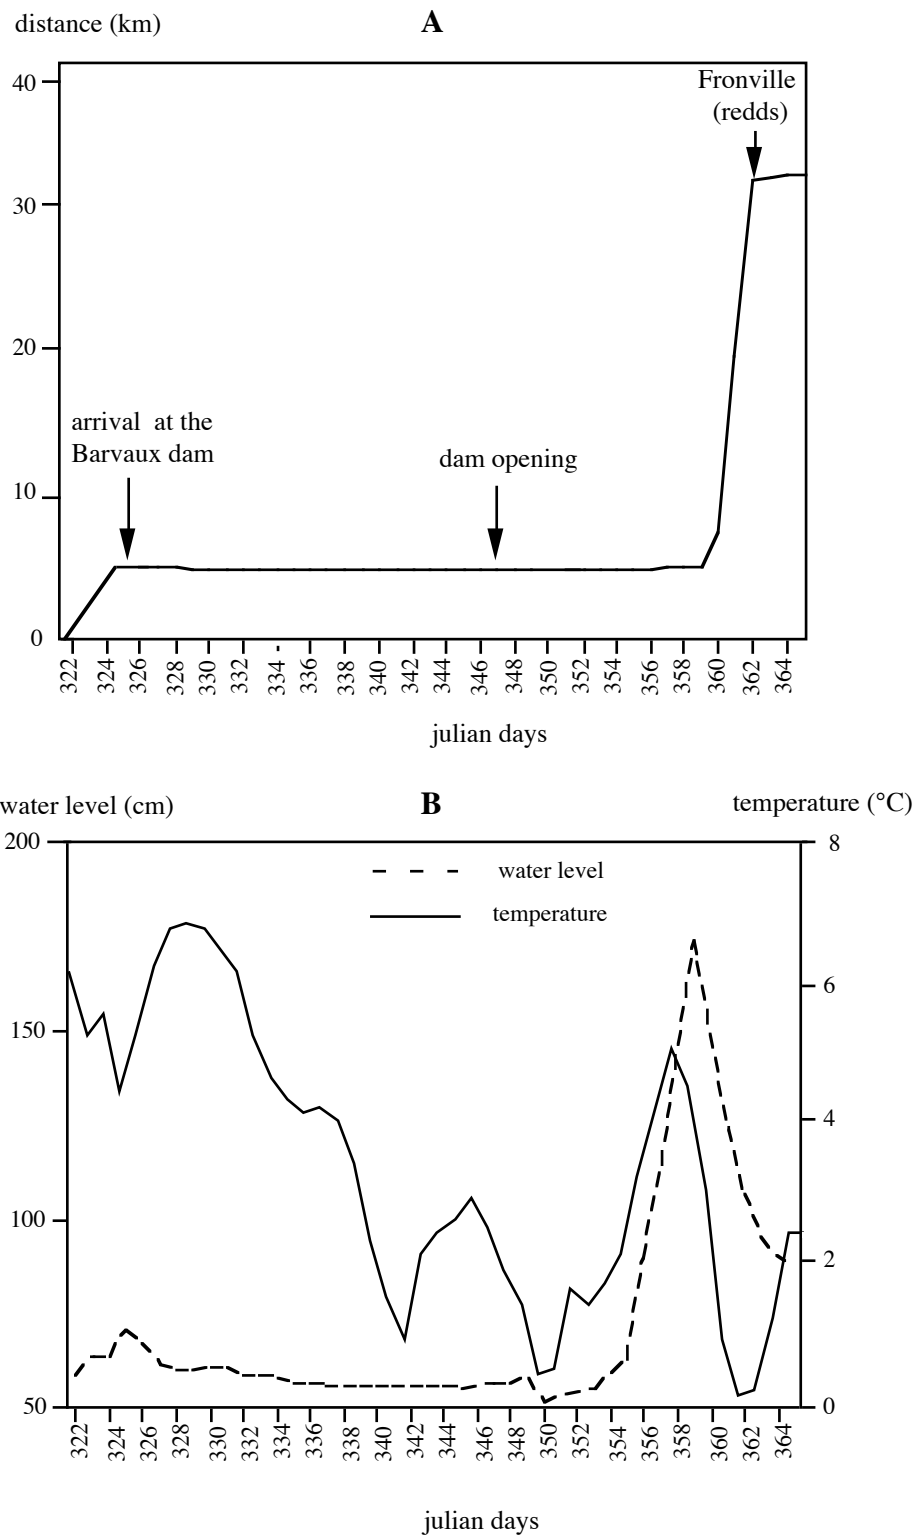 distance (km)
A
40
30
20
10
0
Fronville
(redds)
arrival at the
Barvaux dam
dam opening
322 324 326 328 330 332 334 336 338 340 342 344 346 348 350 352 354 356 358 360 362 364
julian days
water level (cm)
B
temperature (°C)
200
150
100
50
water level
temperature
8
6
4
2
0
322 324 326 328 330 332 334 336 338 340 342 344 346 348 350 352 354 356 358 360 362 364
julian days